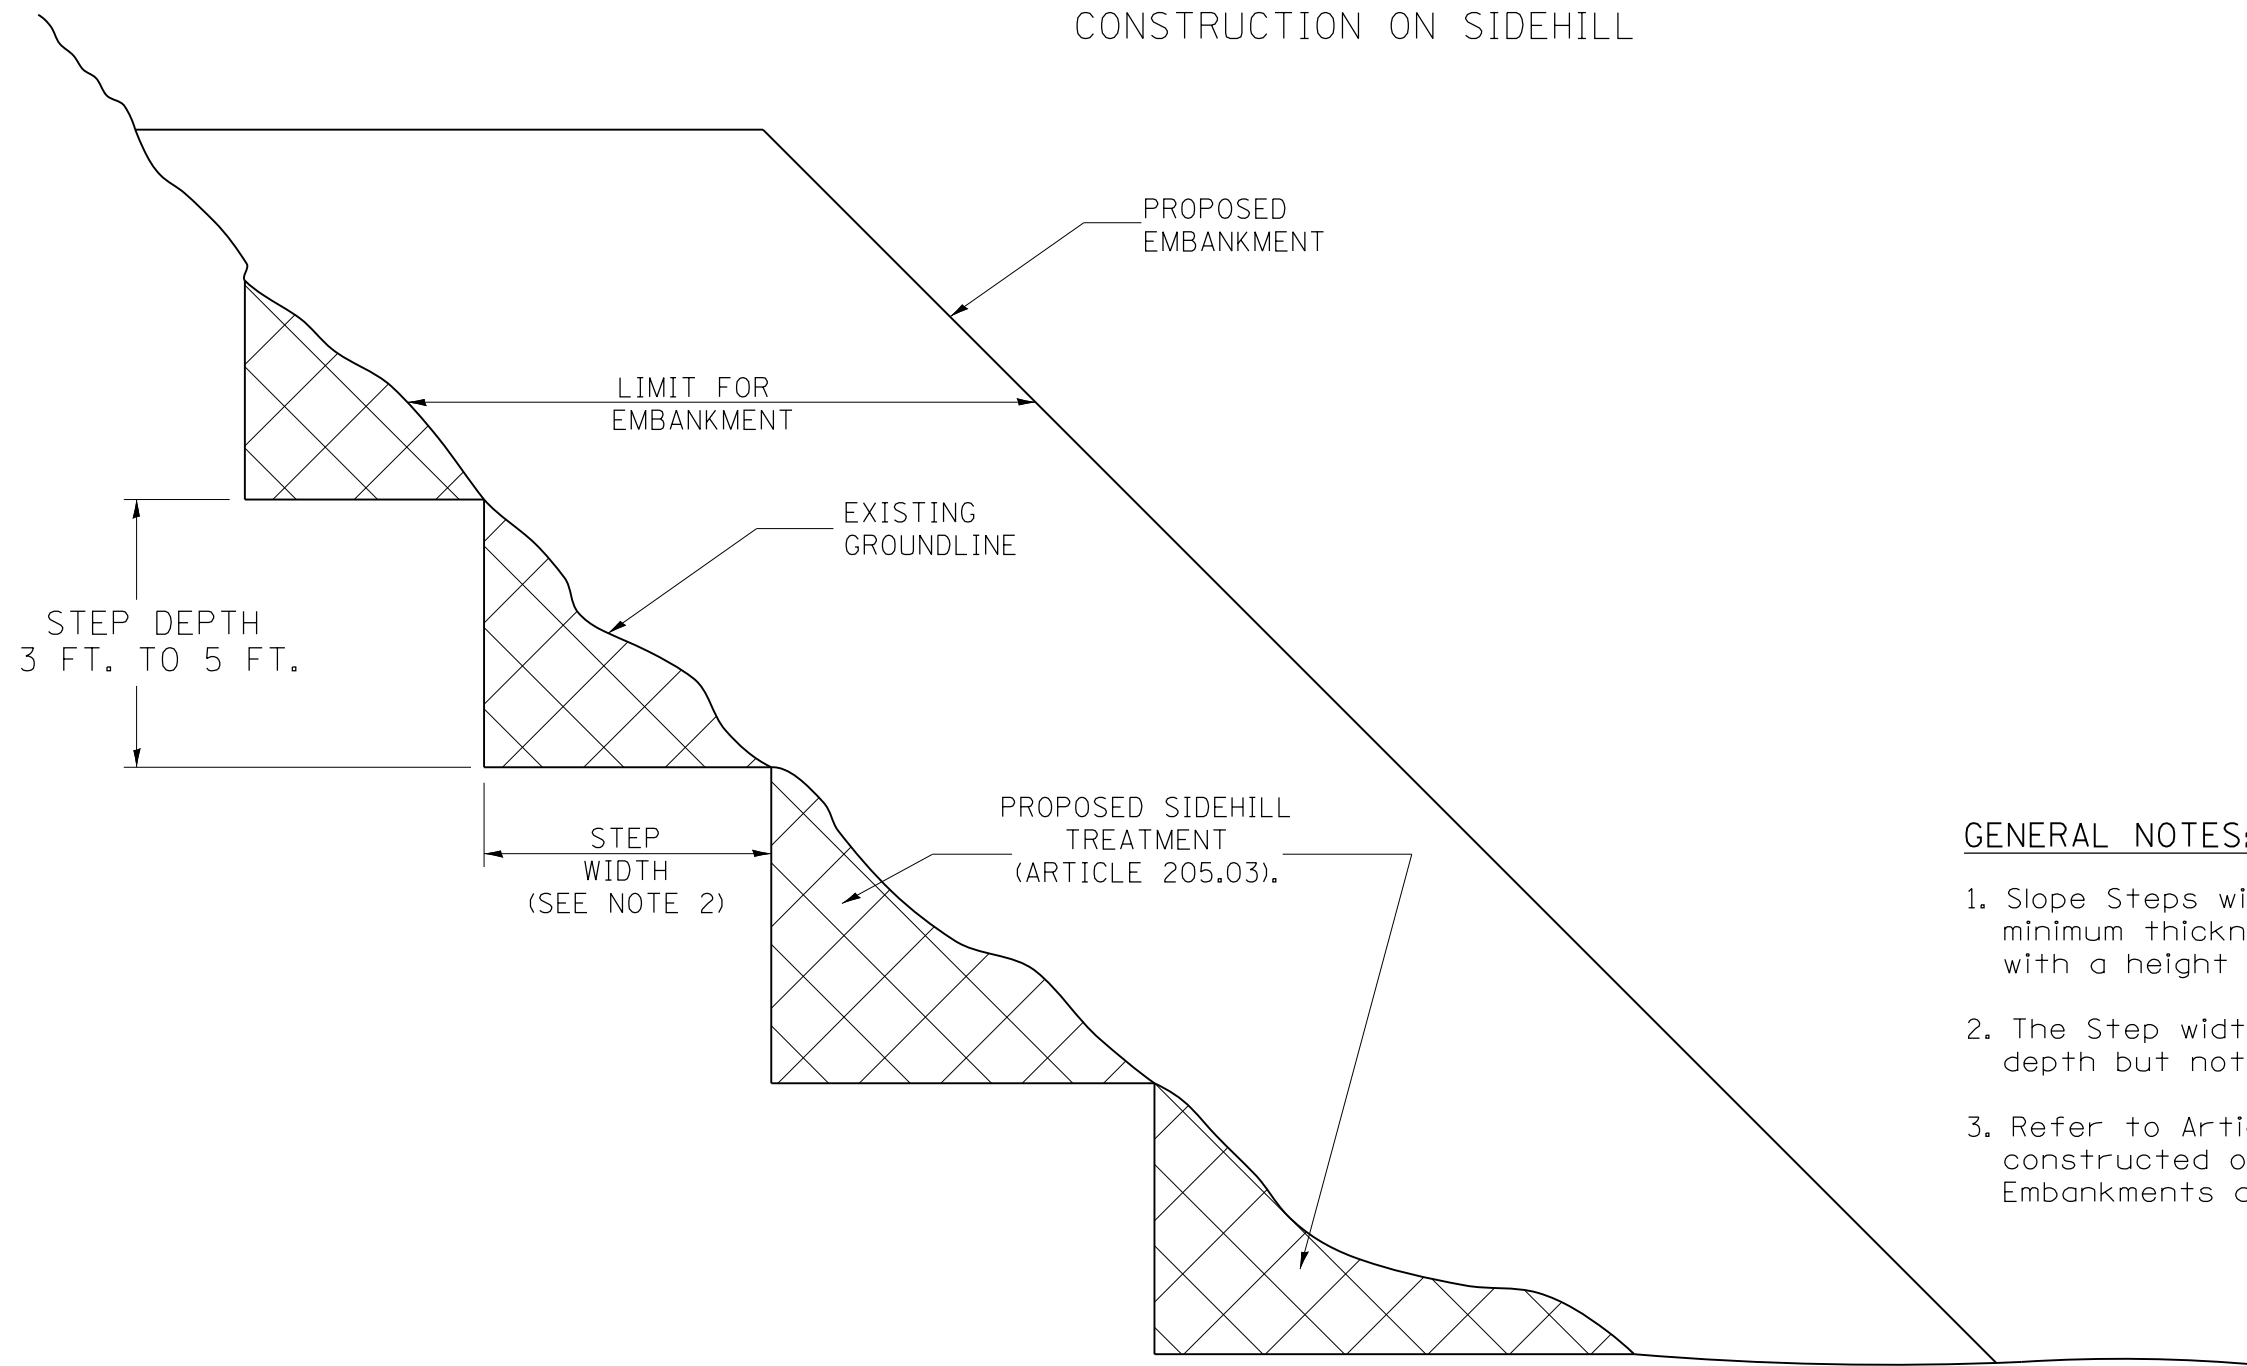 CONSTRUCTION ON SIDEHILL
PROPOSED
EMBANKMENT
LIMIT FOR
EMBANKMENT
EXISTING
GROUNDLINE
STEP DEPTH
3 FT. TO 5 FT.
STEP
WIDTH
(SEE NOTE 2)
PROPOSED SIDEHILL
TREATMENT
(ARTICLE 205.03).
GENERAL NOTES:
1. Slope Steps
minimum
with a height
2. The Step
depth but not
3. Refer to
constructed
Embankments